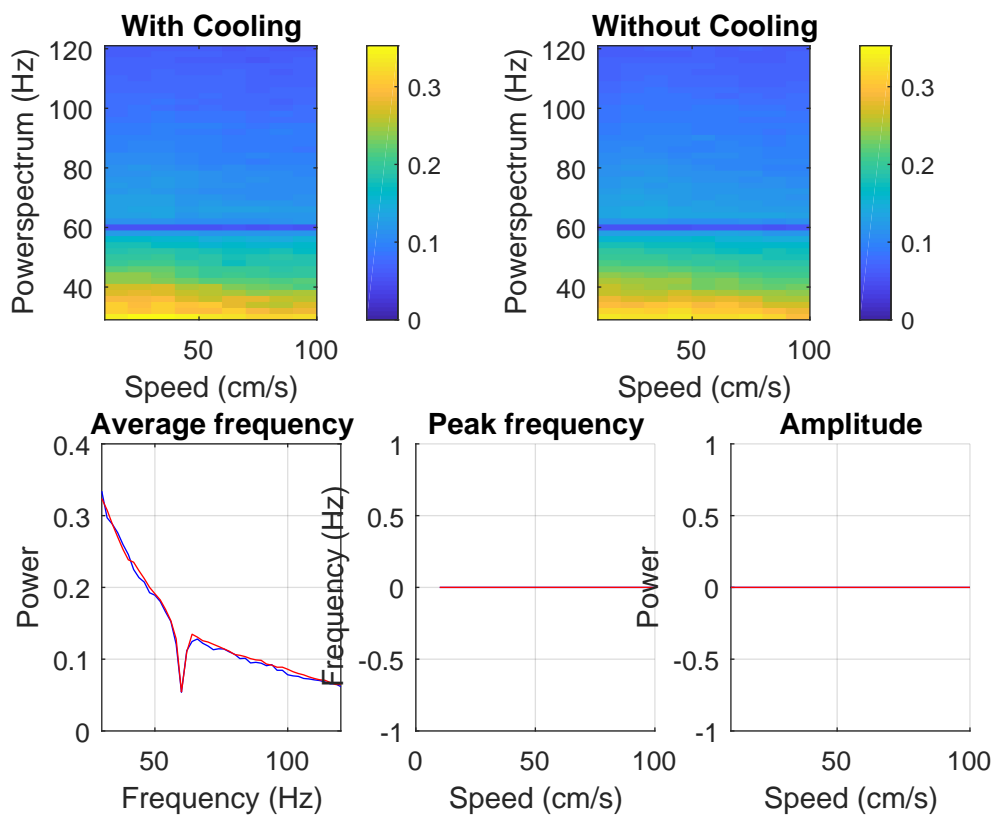 With Cooling
Powerspectrum (Hz)
120
100
80
60
40
50
100
Speed (cm/s)
0.3
0.2
0.1
0
Without Cooling
Powerspectrum (Hz)
120
100
80
60
40
50
100
Speed (cm/s)
0.3
0.2
0.1
0
Average frequency
Power
0.4
0.3
0.2
0.1
0
50
100
Frequency (Hz)
Peak frequency
Frequency (Hz)
1
0.5
0
-0.5
-1
0
50
100
Speed (cm/s)
Amplitude
Power
1
0.5
0
-0.5
-1
50
100
Speed (cm/s)